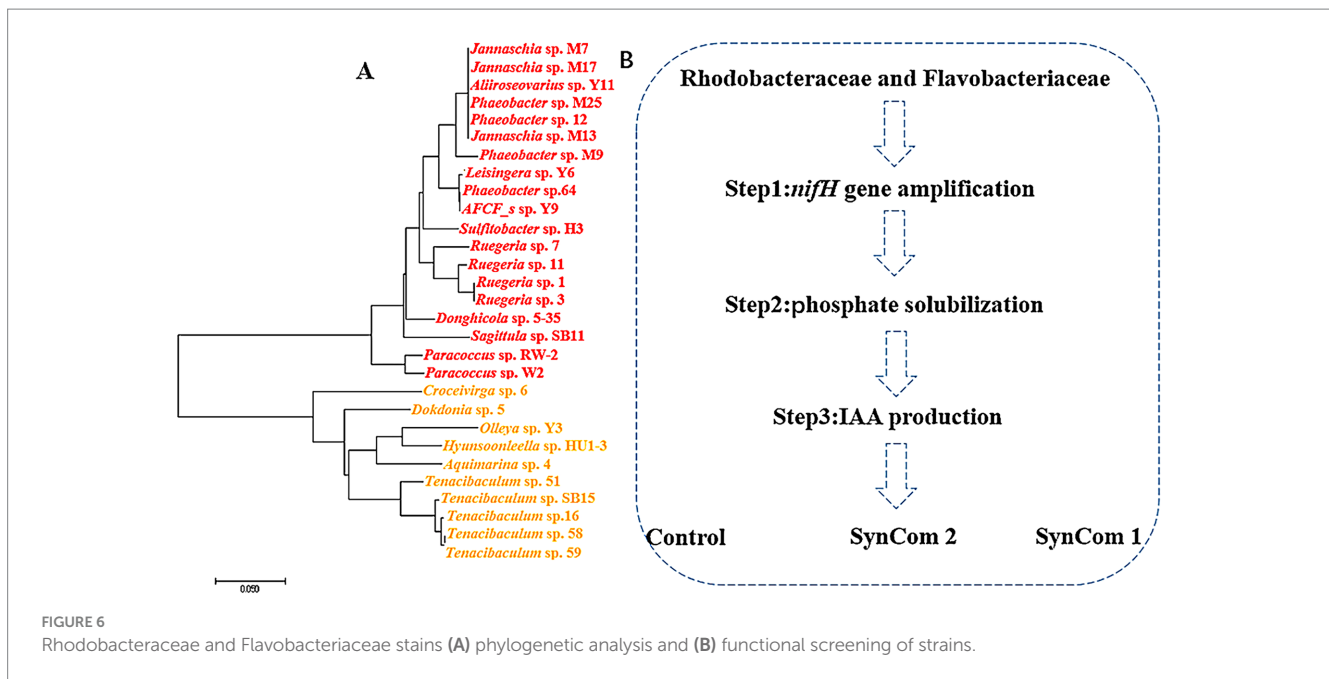 A
Jannaschia sp. M7
Jannaschia sp. M17
Aliiroseovarius sp. Y11
Phaeobacter sp. M25
Phaeobacter sp. 12
Jannaschia sp. M13
Phaeobacter sp. M9
Leisingera sp. Y6
Phaeobacter sp.64
AFCF_s sp. Y9
Sulfitobacter sp. H3
Ruegeria sp. 7
Ruegeria sp. 11
Ruegeria sp. 1
Ruegeria sp. 3
Donghicola sp. 5-35
Sagittula sp. SB11
Paracoccus sp. RW-2
Paracoccus sp. W2
Croceivirga sp. 6
Dokdonia sp. 5
Olleya sp. Y3
Hyunsoonleella sp. HU1-3
Aquimarina sp. 4
Tenacibaculum sp. 51
Tenacibaculum sp. SB15
Tenacibaculum sp.16
Tenacibaculum sp. 58
Tenacibaculum sp. 59
0.050
B
Rhodobacteraceae and Flavobacteriaceae
Step1:nifH gene amplification
Step2:phosphate solubilization
Step3:IAA production
Control SynCom 2 SynCom 1
FIGURE 6
Rhodobacteraceae and Flavobacteriaceae stains (A) phylogenetic analysis and (B) functional screening of strains.